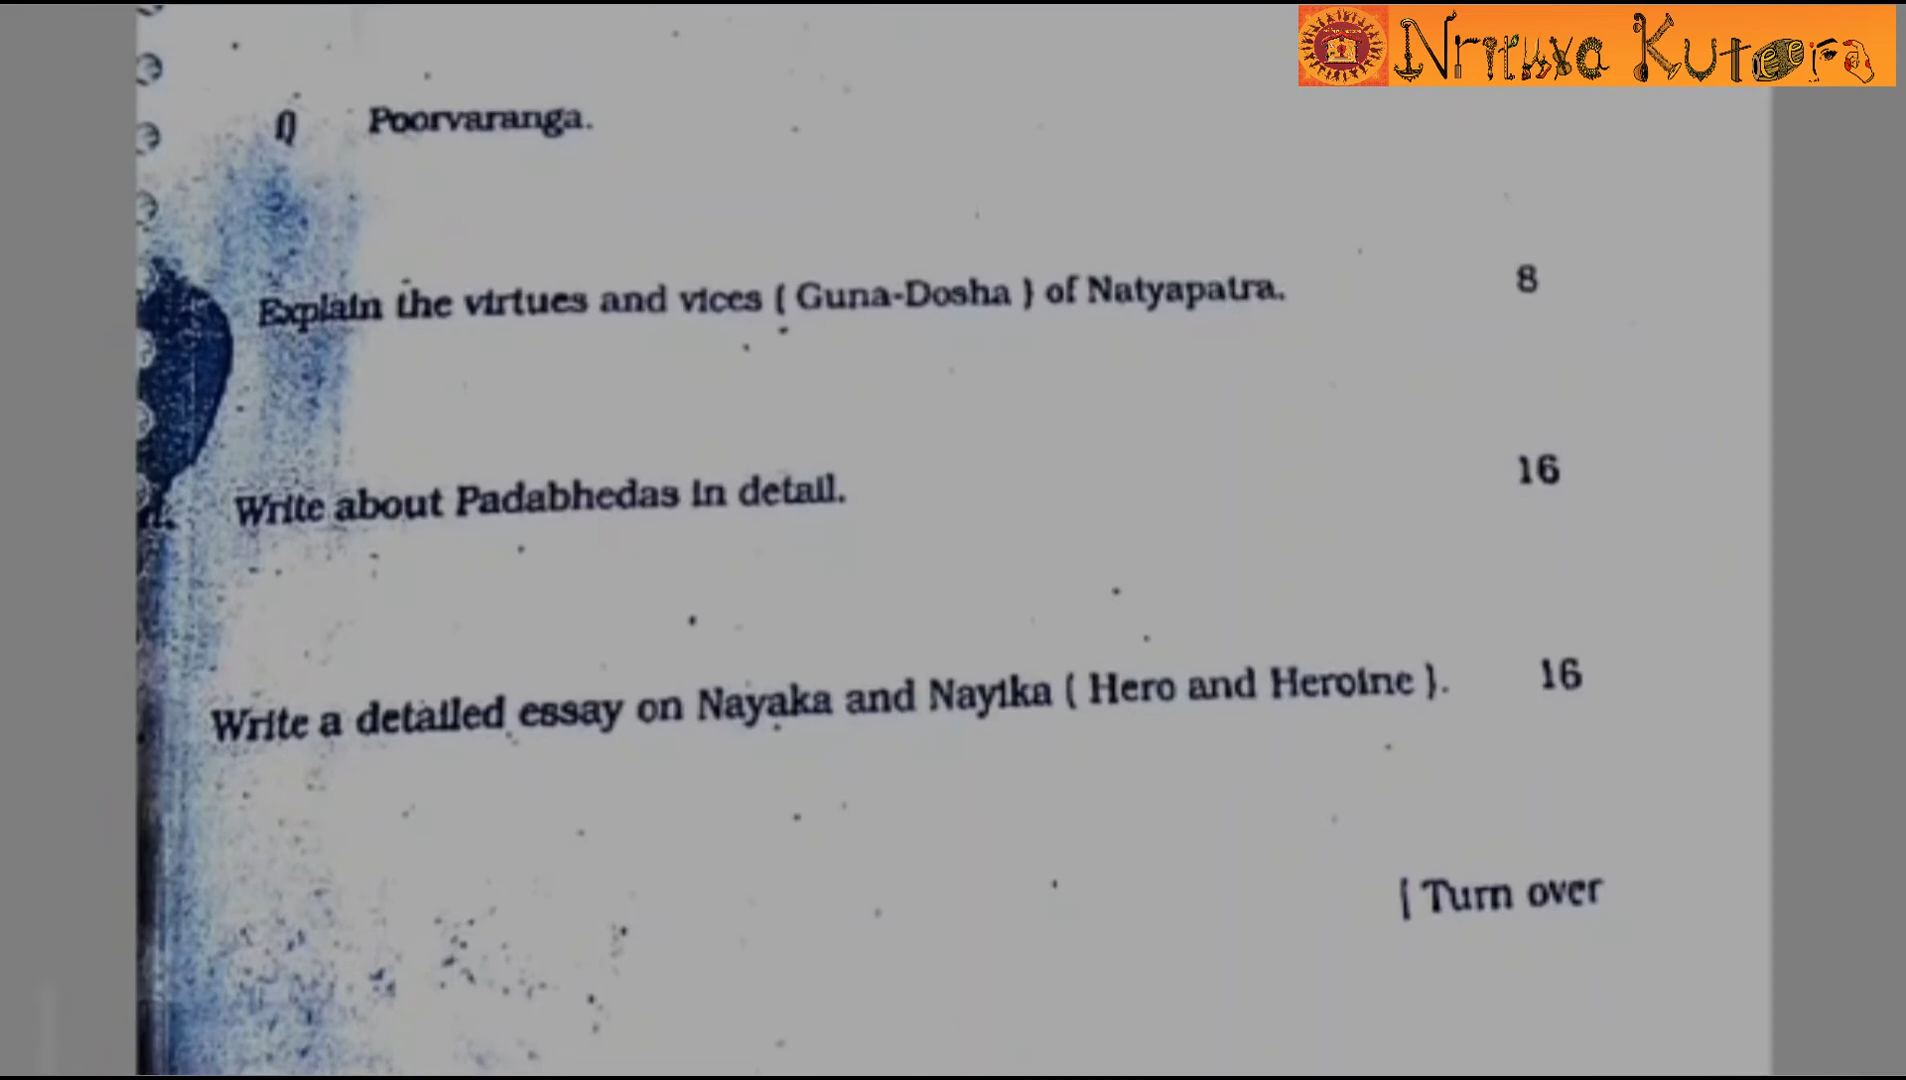 Nrithya Kuteera
f) Poorvaranga.
Explain the virtues and vices ( Guna-Dosha ) of Natyapatra. 8
Write about Padabhedas in detail. 16
Write a detailed essay on Nayaka and Nayika ( Hero and Heroine ). 16
[ Turn over